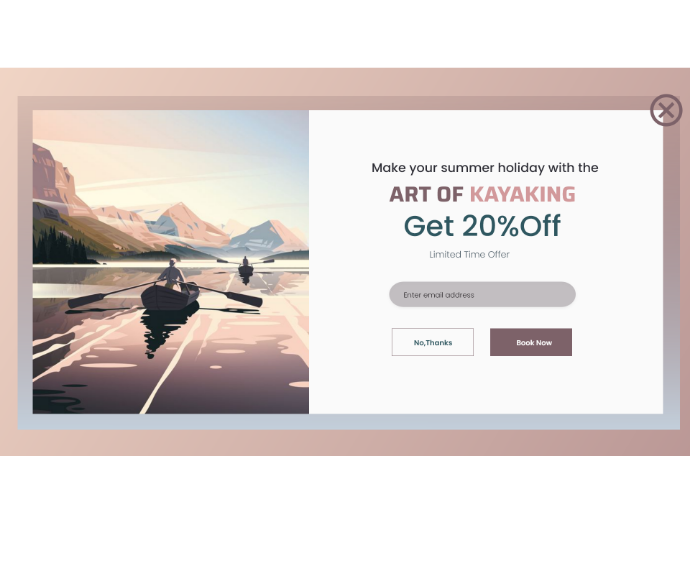 Make your summer holiday with the
ART OF KAYAKING
Get 20%Off
Limited Time Offer
Enter email address
No,Thanks
Book Now